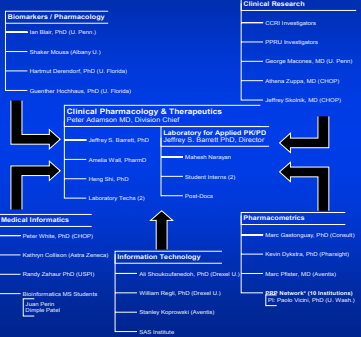 Biomarkers / Pharmacology
Ian Blair, PhD (U. Penn.)
Shaker Mousa (Albany U.)
Hartmut Derendorf, PhD (U. Florida)
Guenther Hochhaus, PhD (U. Florida)
Clinical Research
CCRI Investigators
PPRU Investigators
George Macones, MD (U. Penn)
Athena Zuppa, MD (CHOP)
Jeffrey Skolnik, MD (CHOP)
Clinical Pharmacology & Therapeutics
Peter Adamson MD, Division Chief
Jeffrey S. Barrett, PhD
Amelia Wall, PharmD
Heng Shi, PhD
Laboratory Techs (2)
Laboratory for Applied PK/PD
Jeffrey S. Barrett PhD, Director
Mahesh Narayan
Student Interns (2)
Post-Docs
Medical Informatics
Peter White, PhD (CHOP)
Kathryn Collison (Astra Zeneca)
Randy Zahaur PhD (USPI)
Bioinformatics MS Students
Juan Perin
Dimple Patel
Information Technology
Ali Shoukoufandeh, PhD (Drexel U.)
William Regli, PhD (Drexel U.)
Stanley Koprowski (Aventis)
SAS Institute
Pharmacometrics
Marc Gastonguay, PhD (Consult)
Kevin Dykstra, PhD (Pharsight)
Marc Pfister, MD (Aventis)
PBP Network* (10 Institutions)
PI: Paolo Vicini, PhD (U. Wash.)